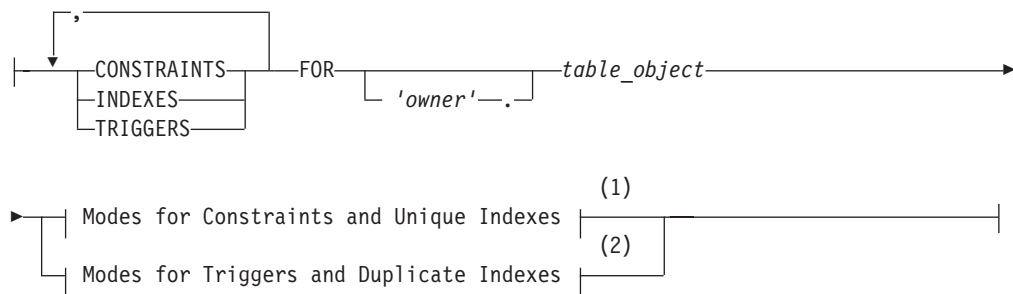 ,
CONSTRAINTS FOR 'owner' . table_object
INDEXES
TRIGGERS
(1)
Modes for Constraints and Unique Indexes
(2)
Modes for Triggers and Duplicate Indexes